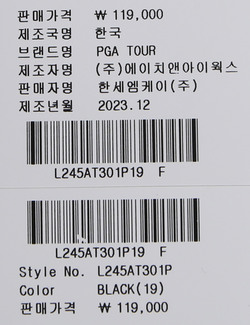 판매가격 ₩ 119,000
제조국명 한국
브랜드명 PGA TOUR
제조자명 (주)에이치앤아이웍스
판매자명 한세엠케이(주)
제조년월 2023.12
L245AT301P19 F
L245AT301P19 F
Style No. L245AT301P
Color BLACK(19)
판매가격 ₩ 119,000